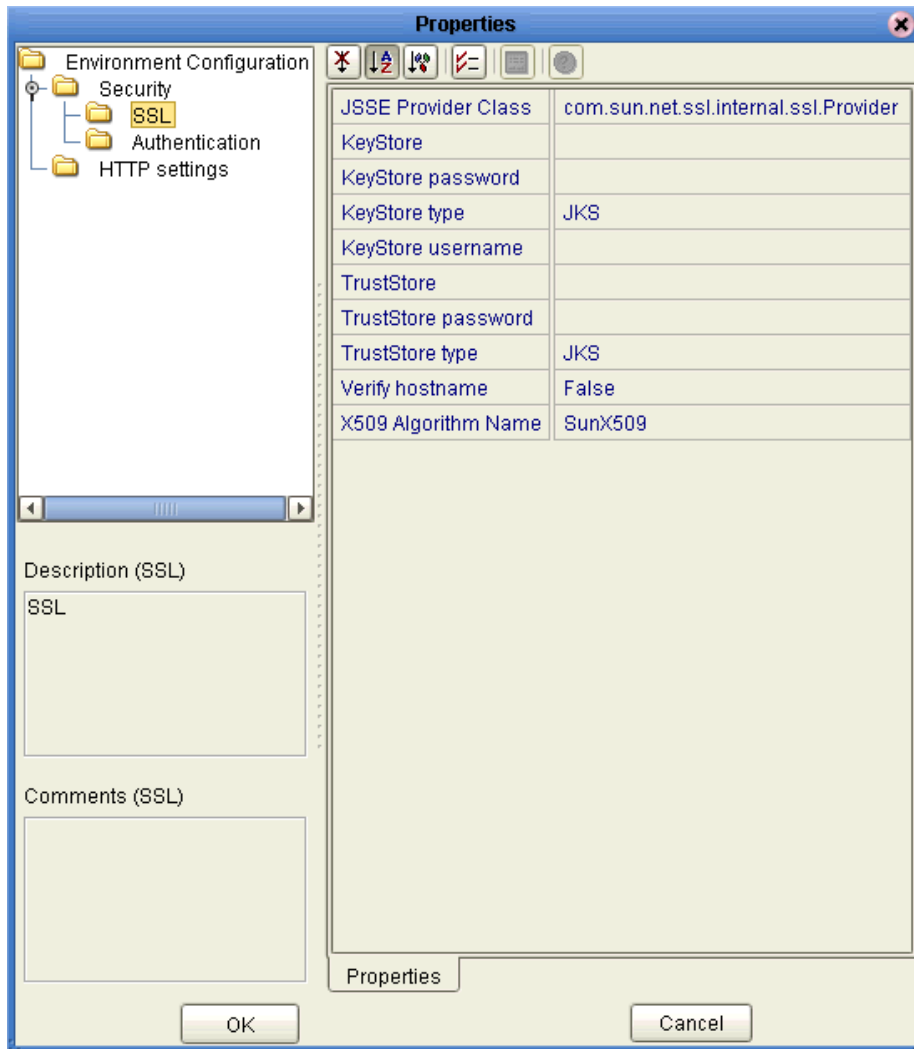 Properties
Environment Configuration
Security
SSL
Authentication
HTTP settings
JSSE Provider Class com.sun.net.ssl.internal.ssl.Provider
KeyStore
KeyStore password
KeyStore type JKS
KeyStore username
TrustStore
TrustStore password
TrustStore type JKS
Verify hostname False
X509 Algorithm Name SunX509
Description (SSL)
SSL
Comments (SSL)
Properties
OK Cancel